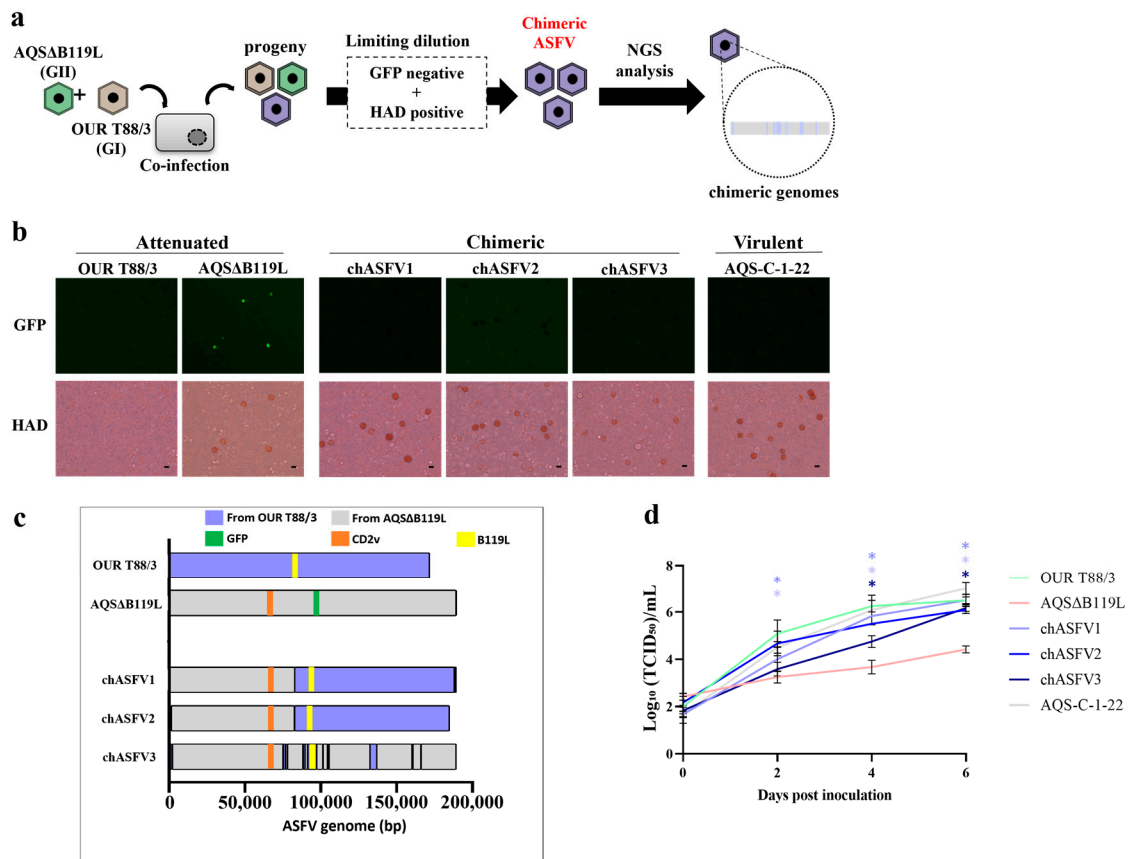 a
AQSΔB119L
(GII)
+
OUR T88/3
(GI)
Co-infection
progeny
Limiting dilution
GFP negative
+
HAD positive
Chimeric
ASFV
NGS
analysis
chimeric genomes
b
Attenuated
Chimeric
Virulent
OUR T88/3
AQSΔB119L
chASFV1
chASFV2
chASFV3
AQS-C-1-22
GFP
HAD
c
From OUR T88/3
From AQSΔB119L
GFP
CD2v
B119L
OUR T88/3
AQSΔB119L
chASFV1
chASFV2
chASFV3
0
50,000
100,000
150,000
200,000
ASFV genome (bp)
d
* * *
* * *
* *
8
6
4
2
0
Log₁₀ (TCID₅₀)/mL
0 2 4 6
Days post inoculation
OUR T88/3
AQSΔB119L
chASFV1
chASFV2
chASFV3
AQS-C-1-22